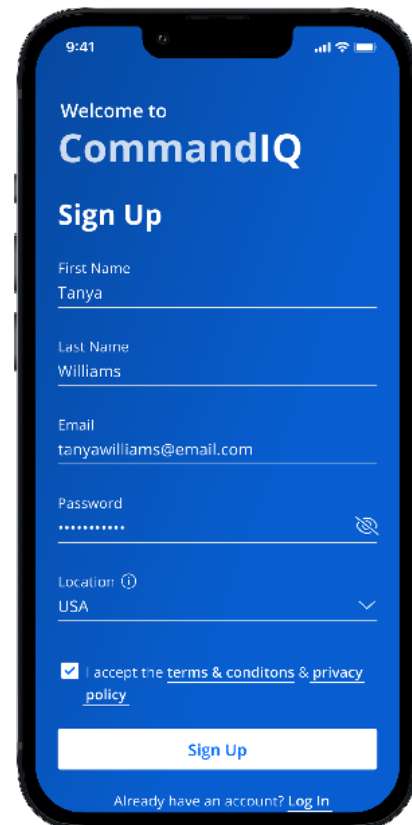 9:41
Welcome to
CommandIQ
Sign Up
First Name
Tanya
Last Name
Williams
Email
tanyawilliams@email.com
Password
•••••••••••
Location ⓘ
USA
I accept the terms & conditons & privacy
policy
Sign Up
Already have an account? Log In